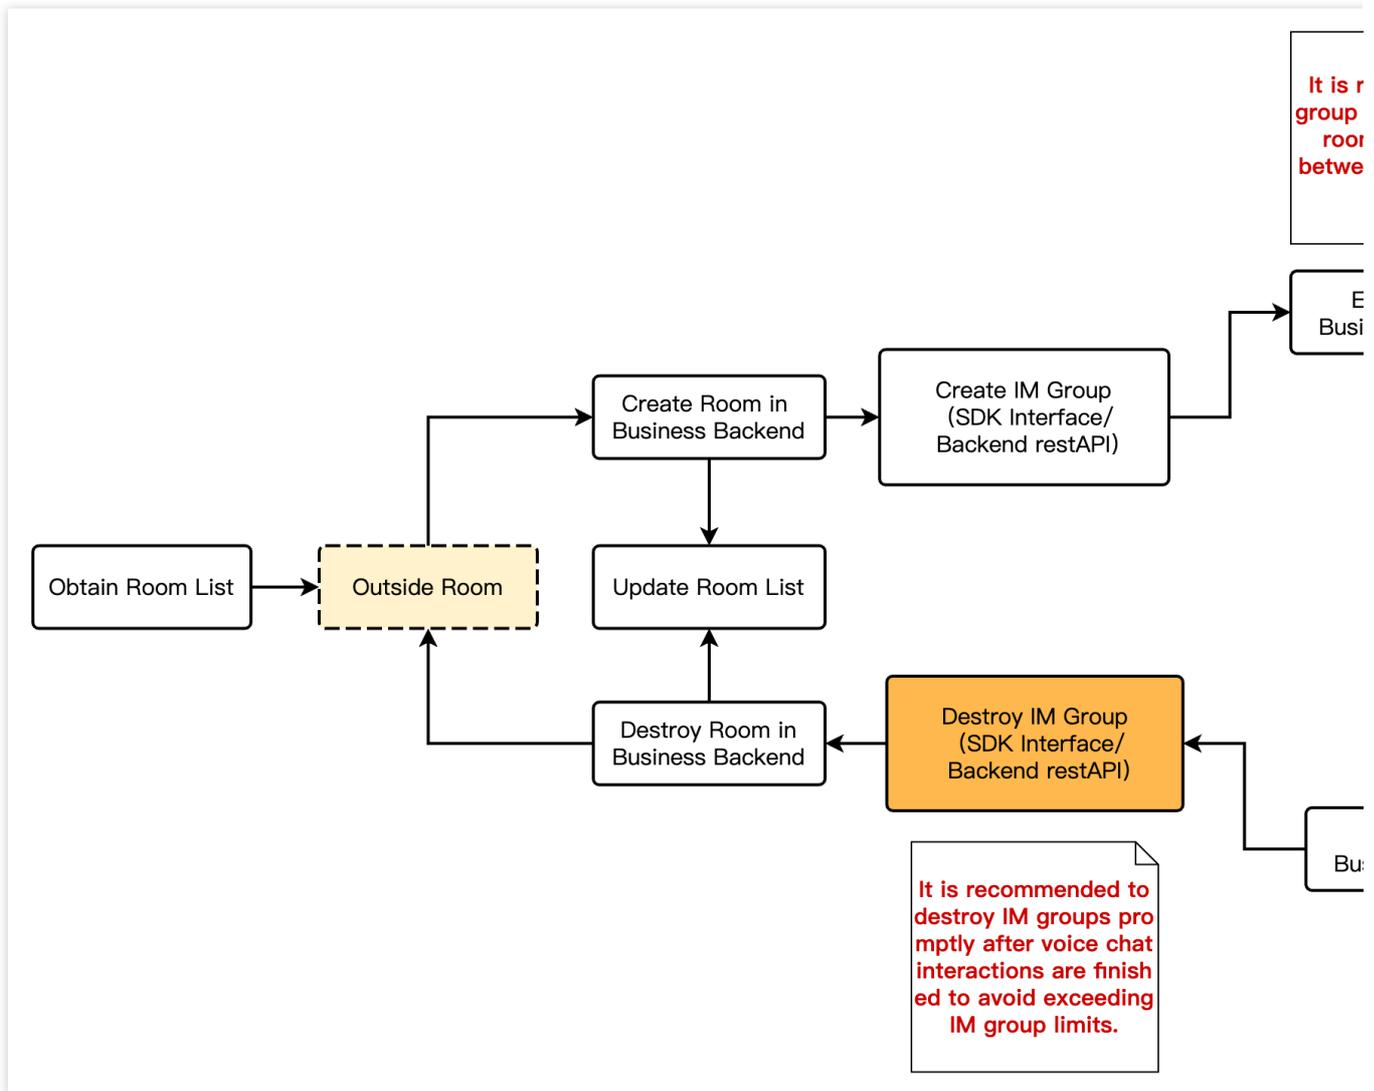 It is
group
betwe
Busi
Create Room in
Business Backend
Create IM Group
(SDK Interface/
Backend restAPI)
Obtain Room List
Outside Room
Update Room List
Destroy Room in
Business Backend
Destroy IM Group
(SDK Interface/
Backend restAPI)
It is recommended to
destroy IM groups pro
mptly after voice chat
interactions are finish
ed to avoid exceeding
IM group limits.